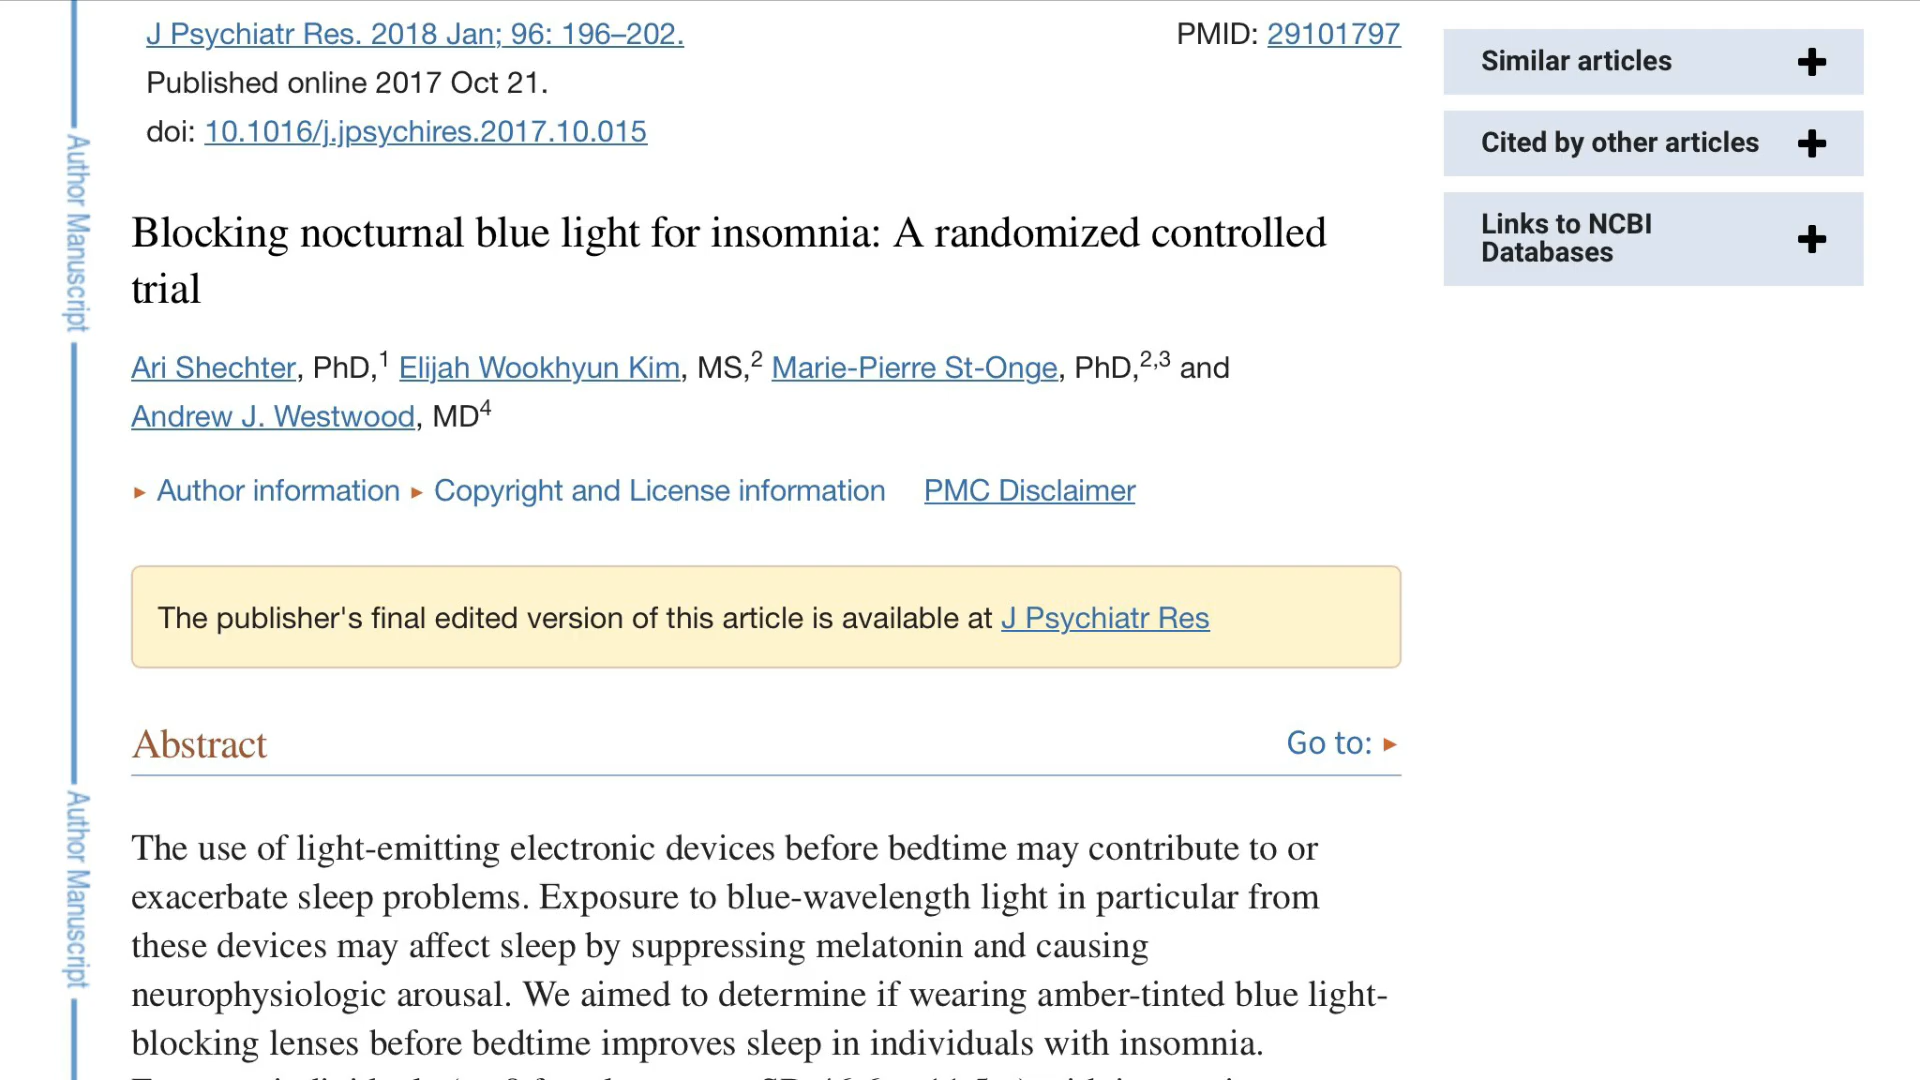 J Psychiatr Res. 2018 Jan; 96: 196–202.
PMID: 29101797
Published online 2017 Oct 21.
doi: 10.1016/j.jpsychires.2017.10.015
Blocking nocturnal blue light for insomnia: A randomized controlled
trial
Ari Shechter, PhD,1 Elijah Wookhyun Kim, MS,2 Marie-Pierre St-Onge, PhD,2,3 and
Andrew J. Westwood, MD4
▸ Author information ▸ Copyright and License information PMC Disclaimer
The publisher's final edited version of this article is available at J Psychiatr Res
Abstract
Go to: ▸
The use of light-emitting electronic devices before bedtime may contribute to or
exacerbate sleep problems. Exposure to blue-wavelength light in particular from
these devices may affect sleep by suppressing melatonin and causing
neurophysiologic arousal. We aimed to determine if wearing amber-tinted blue light-
blocking lenses before bedtime improves sleep in individuals with insomnia.
Similar articles
Cited by other articles
Links to NCBI
Databases
Author Manuscript
Author Manuscript